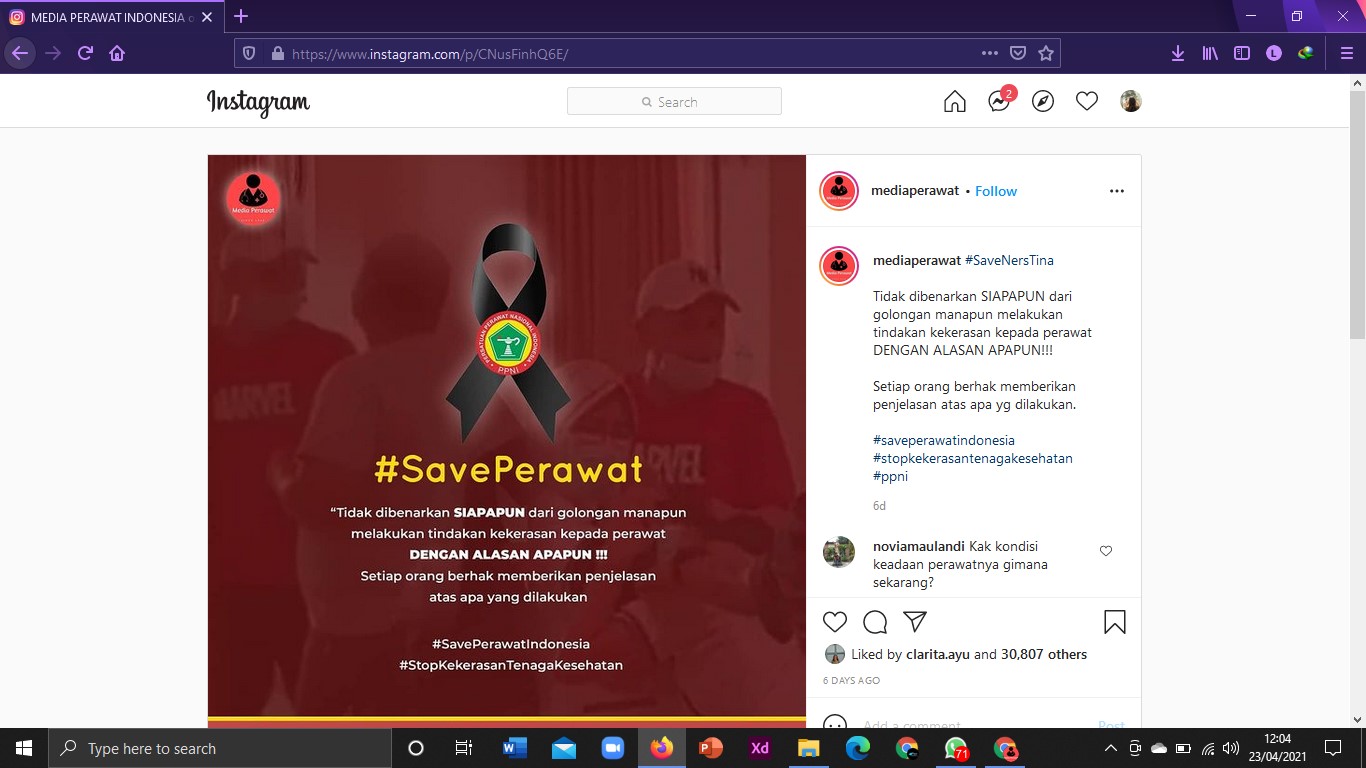 MEDIA PERAWAT INDONESIA o
https://www.instagram.com/p/CNusFinhQ6E/
Instagram
Search
2
Media Perawat
MARVEL
MARVEL
PERSATUAN PERAWAT NASIONAL INDONESIA
PPNI
#SavePerawat
“Tidak dibenarkan SIAPAPUN dari golongan manapun
melakukan tindakan kekerasan kepada perawat
DENGAN ALASAN APAPUN !!!
Setiap orang berhak memberikan penjelasan
atas apa yang dilakukan
#SavePerawatIndonesia
#StopKekerasanTenagaKesehatan
mediaperawat • Follow
mediaperawat #SaveNersTina
Tidak dibenarkan SIAPAPUN dari
golongan manapun melakukan
tindakan kekerasan kepada perawat
DENGAN ALASAN APAPUN!!!
Setiap orang berhak memberikan
penjelasan atas apa yg dilakukan.
#saveperawatindonesia
#stopkekerasantenagakesehatan
#ppni
6d
noviamaulandi Kak kondisi
keadaan perawatnya gimana
sekarang?
Liked by clarita.ayu and 30,807 others
6 DAYS AGO
Add a comment
Post
Type here to search
Xd
71
12:04
23/04/2021